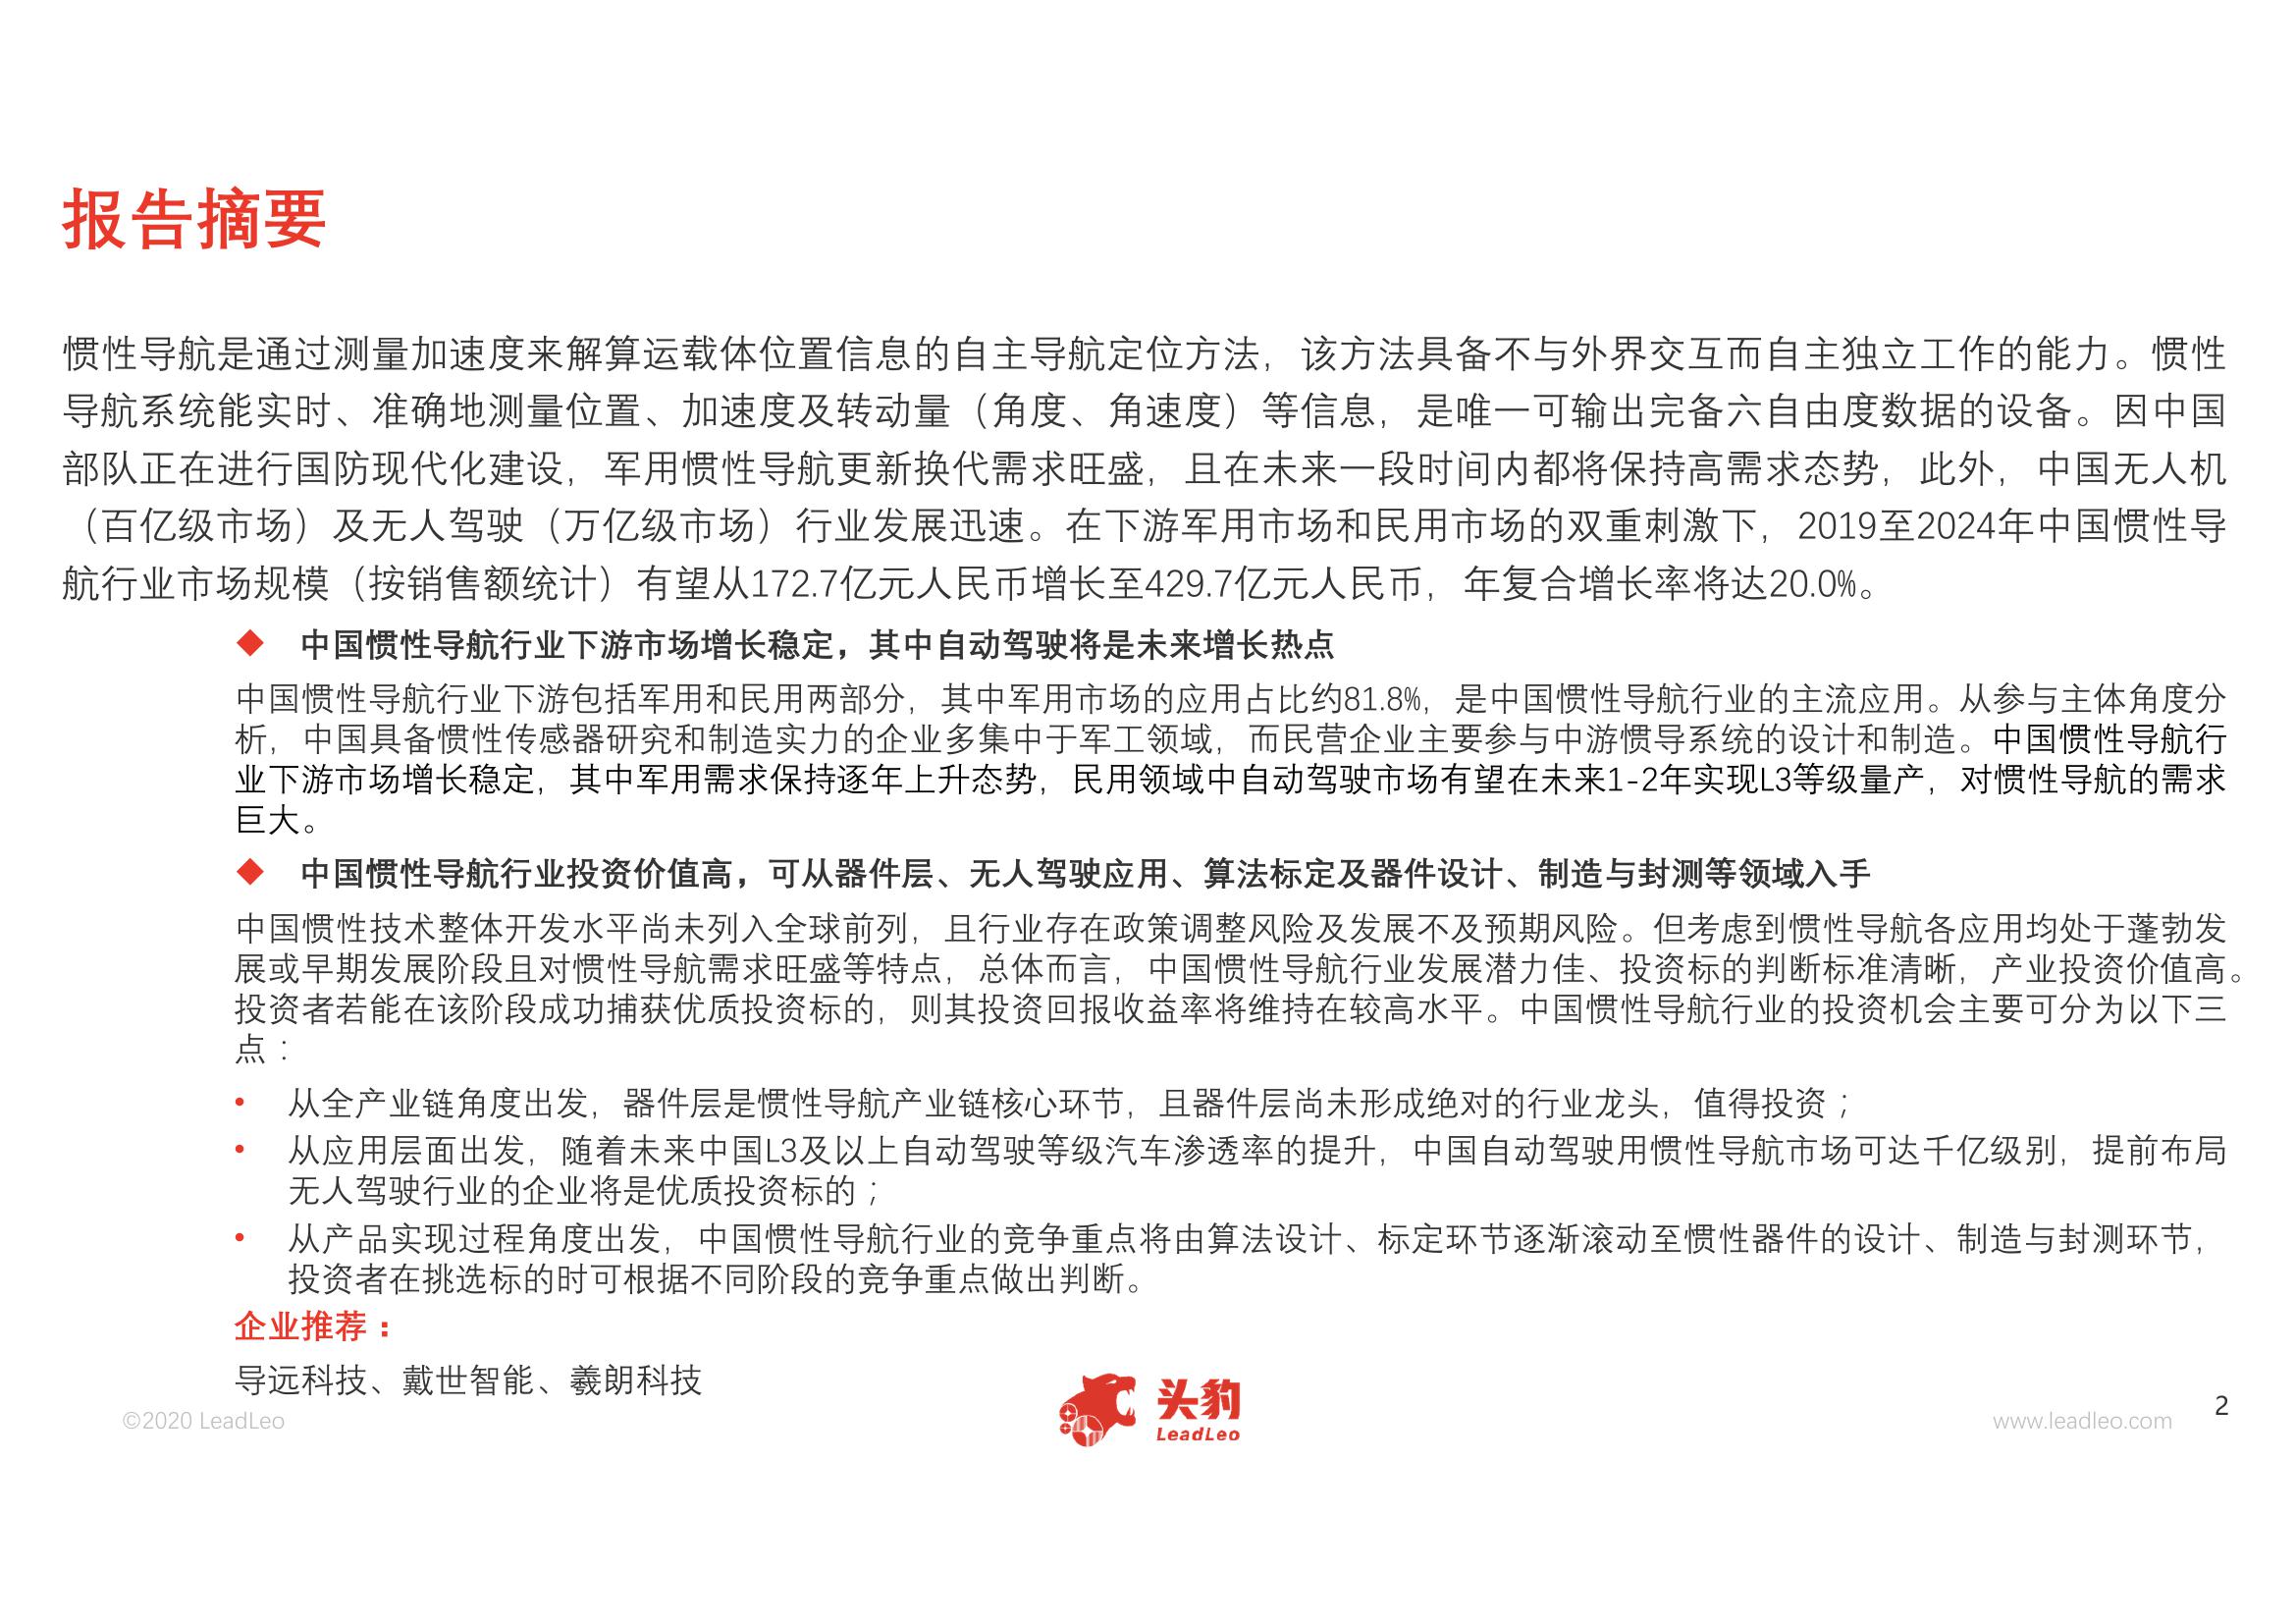 报告摘要
惯性导航是通过测量加速度来解算运载体位置信息的自主导航定位方法，该方法具备不与外界交互而自主独立工作的能力。惯性
导航系统能实时、准确地测量位置、加速度及转动量（角度、角速度）等信息，是唯一可输出完备六自由度数据的设备。因中国
部队正在进行国防现代化建设，军用惯性导航更新换代需求旺盛，且在未来一段时间内都将保持高需求态势，此外，中国无人机
（百亿级市场）及无人驾驶（万亿级市场）行业发展迅速。在下游军用市场和民用市场的双重刺激下，2019至2024年中国惯性导
航行业市场规模（按销售额统计）有望从172.7亿元人民币增长至429.7亿元人民币，年复合增长率将达20.0%。
◆ 中国惯性导航行业下游市场增长稳定，其中自动驾驶将是未来增长热点
中国惯性导航行业下游包括军用和民用两部分，其中军用市场的应用占比约81.8%，是中国惯性导航行业的主流应用。从参与主体角度分
析，中国具备惯性传感器研究和制造实力的企业多集中于军工领域，而民营企业主要参与中游惯导系统的设计和制造。中国惯性导航行
业下游市场增长稳定，其中军用需求保持逐年上升态势，民用领域中自动驾驶市场有望在未来1-2年实现L3等级量产，对惯性导航的需求
巨大。
◆ 中国惯性导航行业投资价值高，可从器件层、无人驾驶应用、算法标定及器件设计、制造与封测等领域入手
中国惯性技术整体开发水平尚未列入全球前列，且行业存在政策调整风险及发展不及预期风险。但考虑到惯性导航各应用均处于蓬勃发
展或早期发展阶段且对惯性导航需求旺盛等特点，总体而言，中国惯性导航行业发展潜力佳、投资标的判断标准清晰，产业投资价值高。
投资者若能在该阶段成功捕获优质投资标的，则其投资回报收益率将维持在较高水平。中国惯性导航行业的投资机会主要可分为以下三
点：
• 从全产业链角度出发，器件层是惯性导航产业链核心环节，且器件层尚未形成绝对的行业龙头，值得投资；
• 从应用层面出发，随着未来中国L3及以上自动驾驶等级汽车渗透率的提升，中国自动驾驶用惯性导航市场可达千亿级别，提前布局
无人驾驶行业的企业将是优质投资标的；
• 从产品实现过程角度出发，中国惯性导航行业的竞争重点将由算法设计、标定环节逐渐滚动至惯性器件的设计、制造与封测环节，
投资者在挑选标的时可根据不同阶段的竞争重点做出判断。
企业推荐：
导远科技、戴世智能、羲朗科技
©2020 LeadLeo
头豹
LeadLeo
www.leadleo.com
2